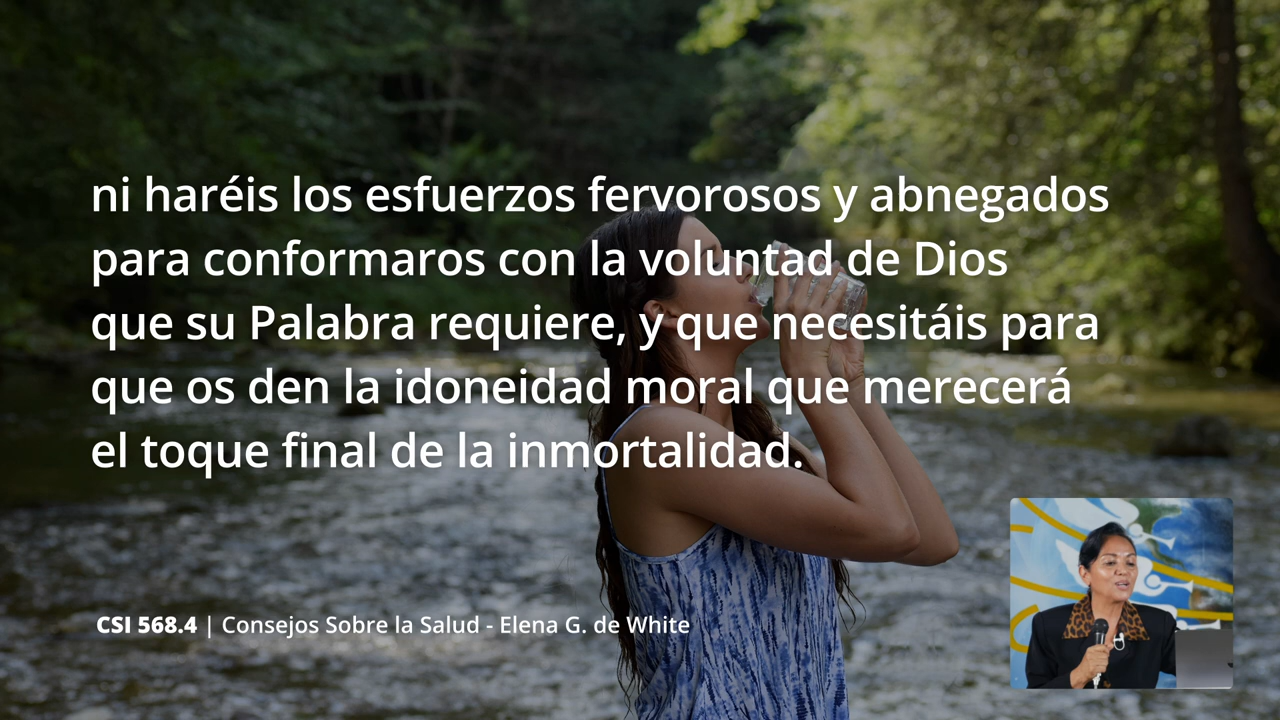 ni haréis los esfuerzos fervorosos y abnegados
para conformaros con la voluntad de Dios
que su Palabra requiere, y que necesitáis para
que os den la idoneidad moral que merecerá
el toque final de la inmortalidad.
CSI 568.4 | Consejos Sobre la Salud - Elena G. de White